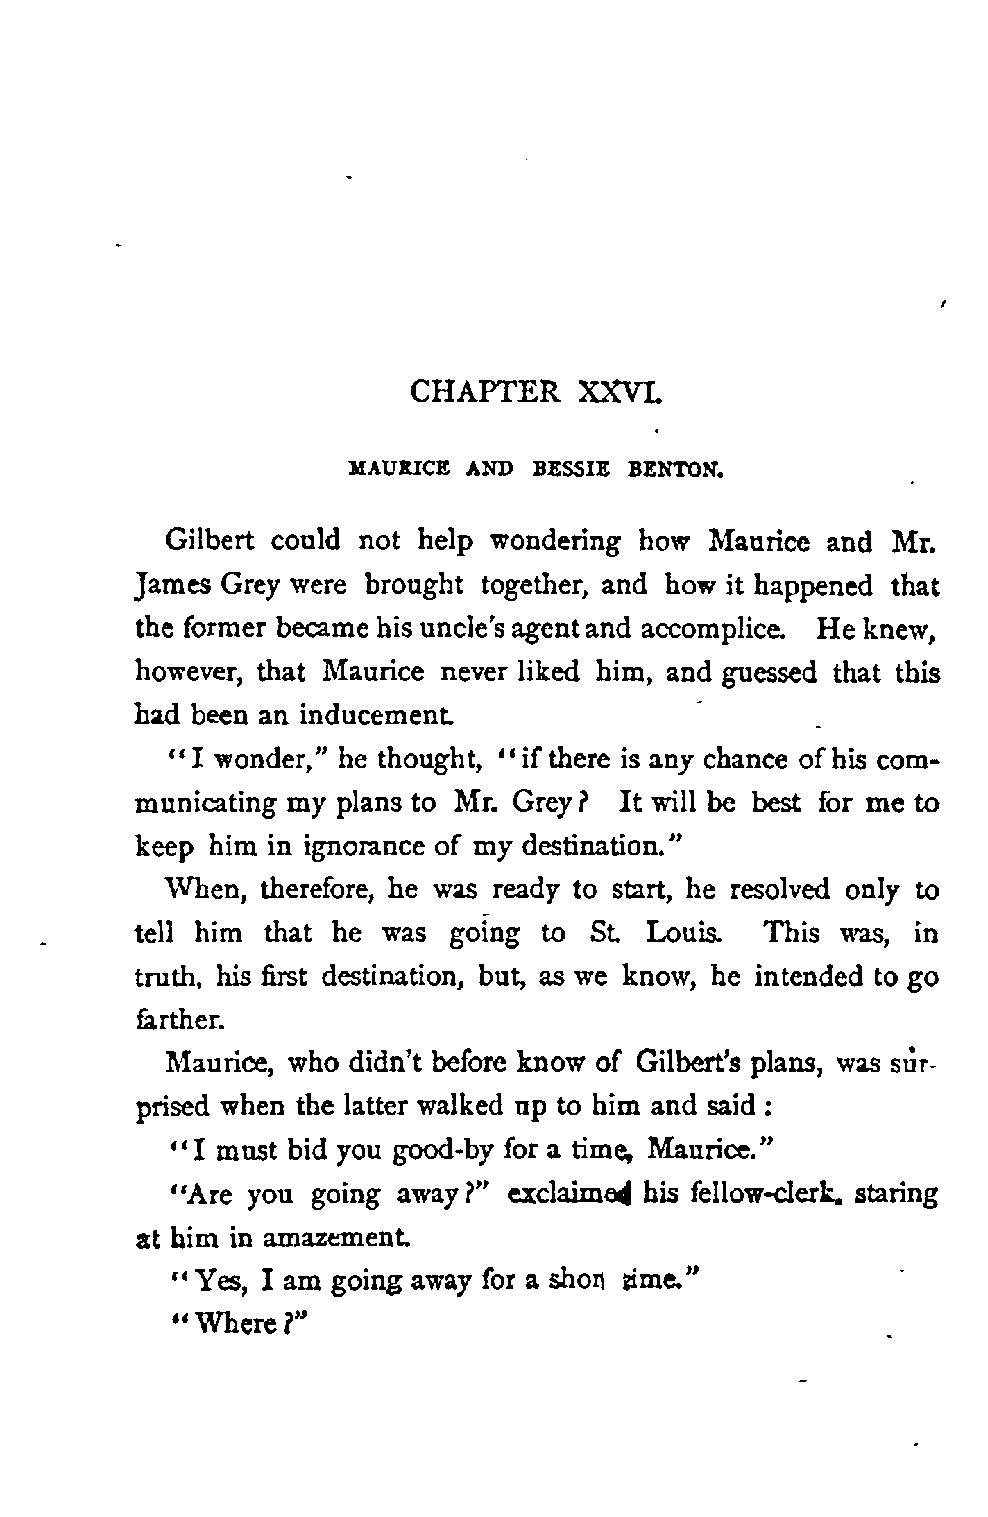 CHAPTER XXVI.
MAURICE AND BESSIE BENTON.
Gilbert could not help wondering how Maurice and Mr.
James Grey were brought together, and how it happened that
the former became his uncle's agent and accomplice. He knew,
however, that Maurice never liked him, and guessed that this
had been an inducement.
"I wonder," he thought, "if there is any chance of his com-
municating my plans to Mr. Grey? It will be best for me to
keep him in ignorance of my destination."
When, therefore, he was ready to start, he resolved only to
tell him that he was going to St. Louis. This was, in
truth, his first destination, but, as we know, he intended to go
farther.
Maurice, who didn't before know of Gilbert's plans, was sur-
prised when the latter walked up to him and said :
"I must bid you good-by for a time, Maurice."
"Are you going away?" exclaimed his fellow-clerk, staring
at him in amazement.
"Yes, I am going away for a short time."
"Where?"